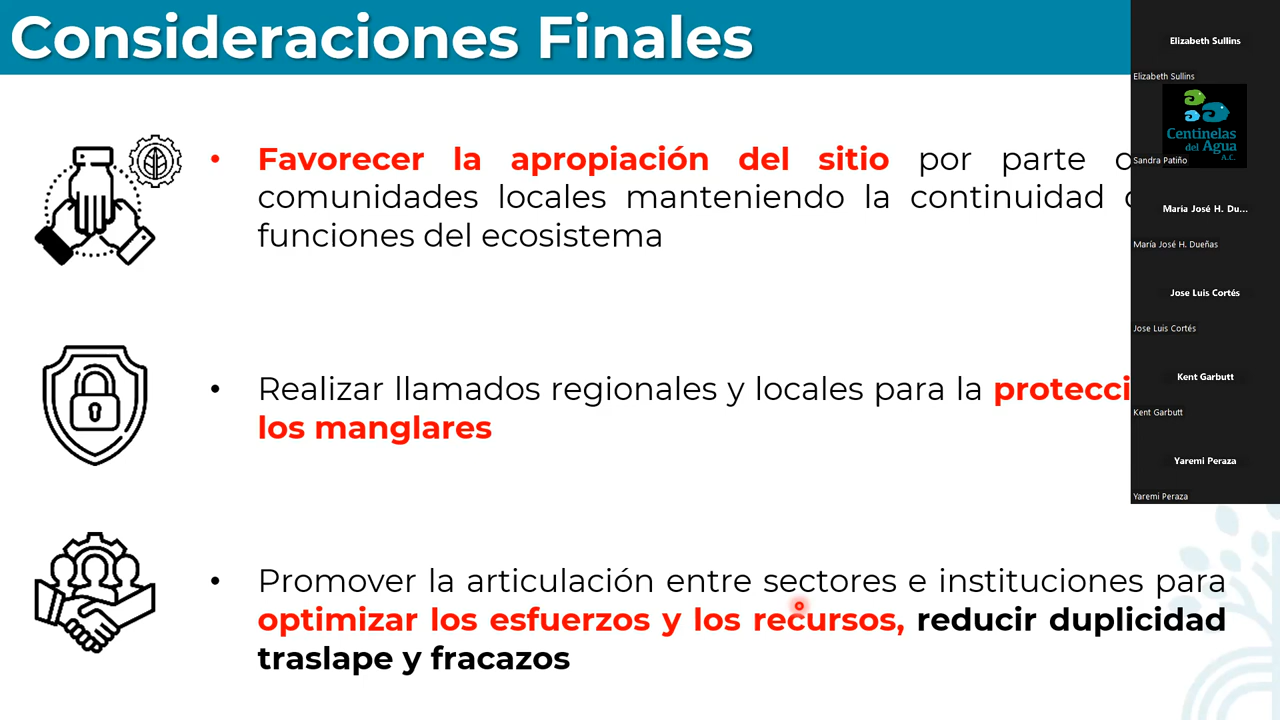 Consideraciones Finales
• Favorecer la apropiación del sitio por parte
comunidades locales manteniendo la continuidad
funciones del ecosistema
• Realizar llamados regionales y locales para la
los manglares
• Promover la articulación entre sectores e instituciones para
optimizar los esfuerzos y los recursos, reducir duplicidad
traslape y fracazos
Elizabeth Sullins
Elizabeth Sullins
Centinelas
del Agua
A.C.
Sandra Patiño
Maria José H. Du...
María José H. Dueñas
Jose Luis Cortés
Jose Luis Cortés
Kent Garbutt
Kent Garbutt
Yaremi Peraza
Yaremi Peraza